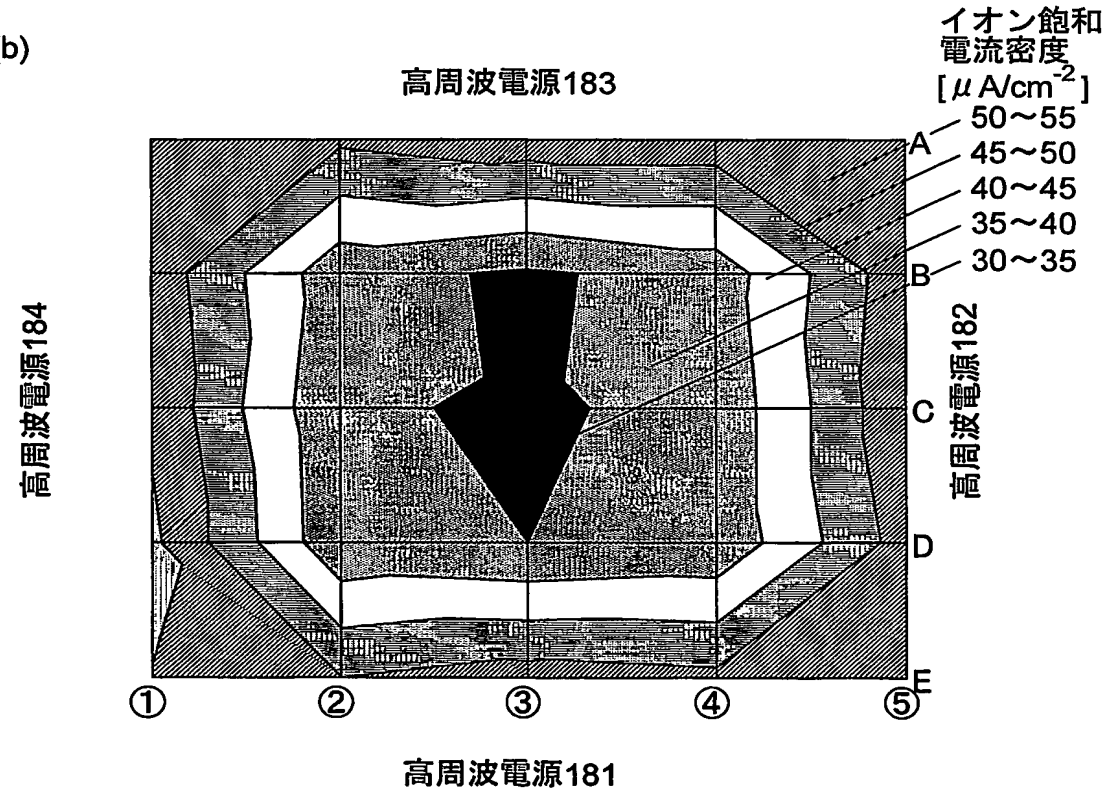 b)
イオン飽和
電流密度
[μA/cm-2]
高周波電源183
50～55
45～50
40～45
35～40
30～35
A
B
C
D
E
高周波電源184
高周波電源182
① ② ③ ④ ⑤
高周波電源181